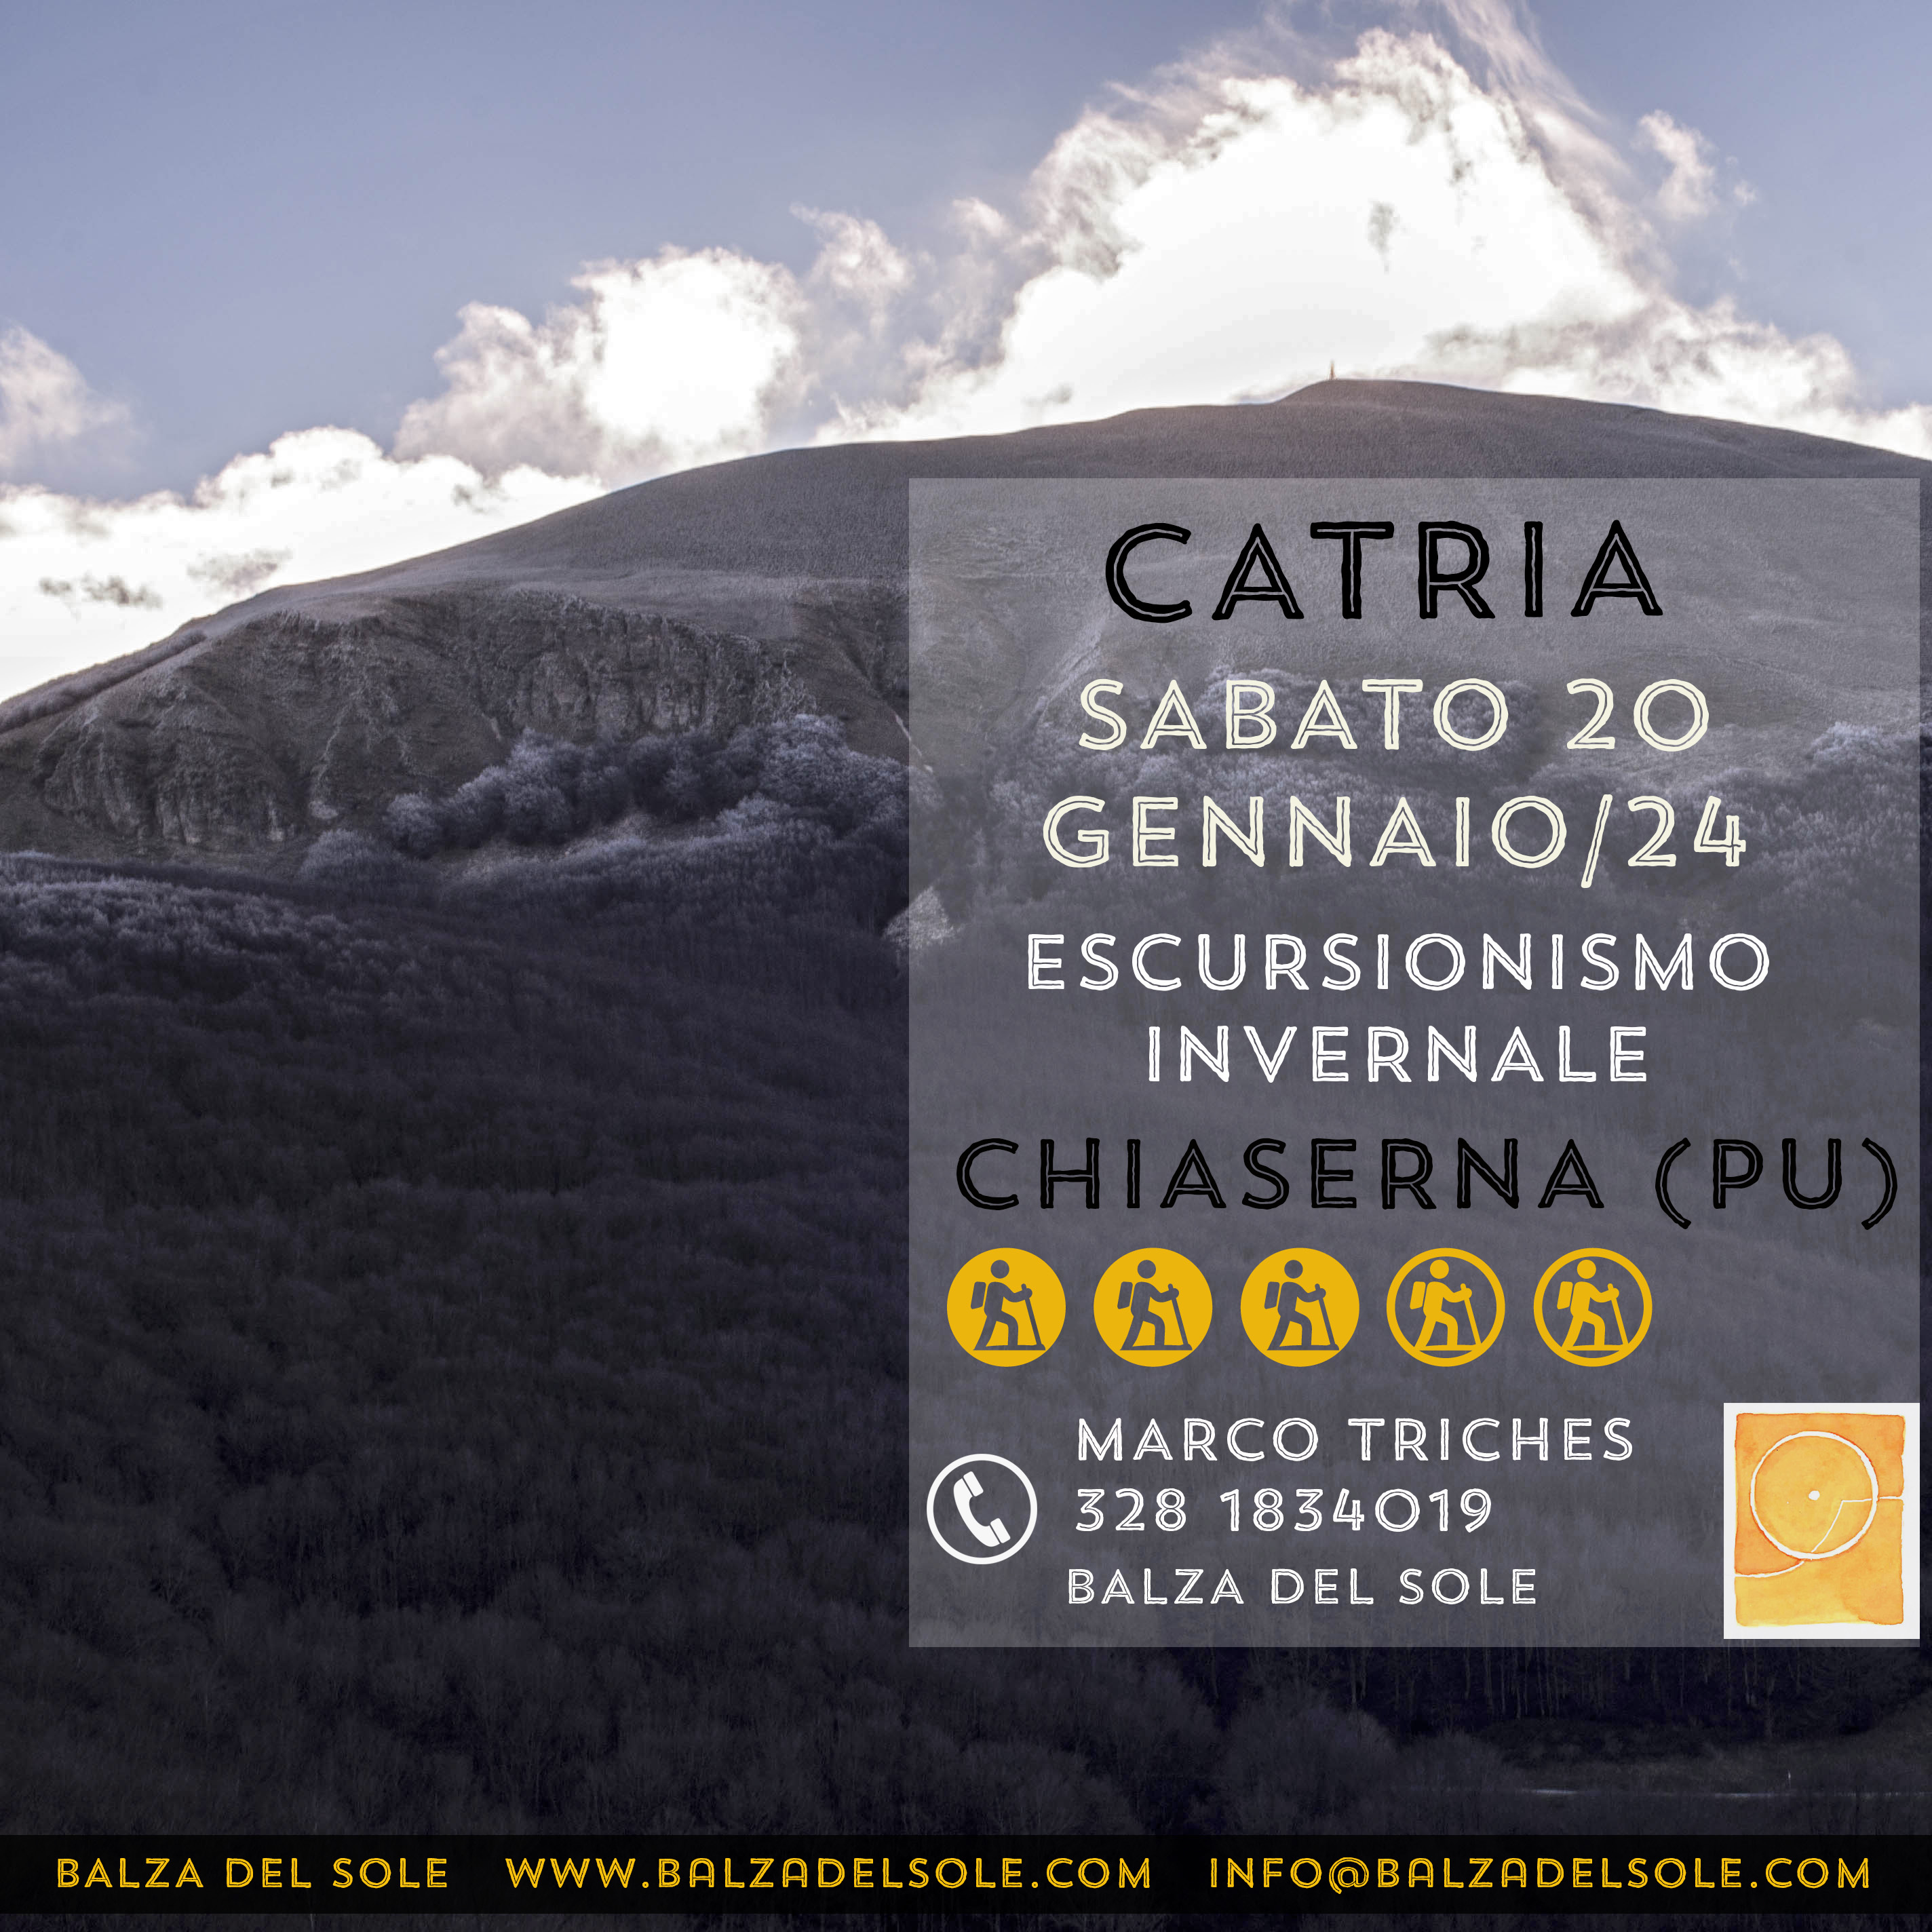 CATRIA
SABATO 20
GENNAIO/24
ESCURSIONISMO
INVERNALE
CHIASERNA (PU)
MARCO TRICHES
328 1834019
BALZA DEL SOLE
BALZA DEL SOLE WWW.BALZADELSOLE.COM INFO@BALZADELSOLE.COM